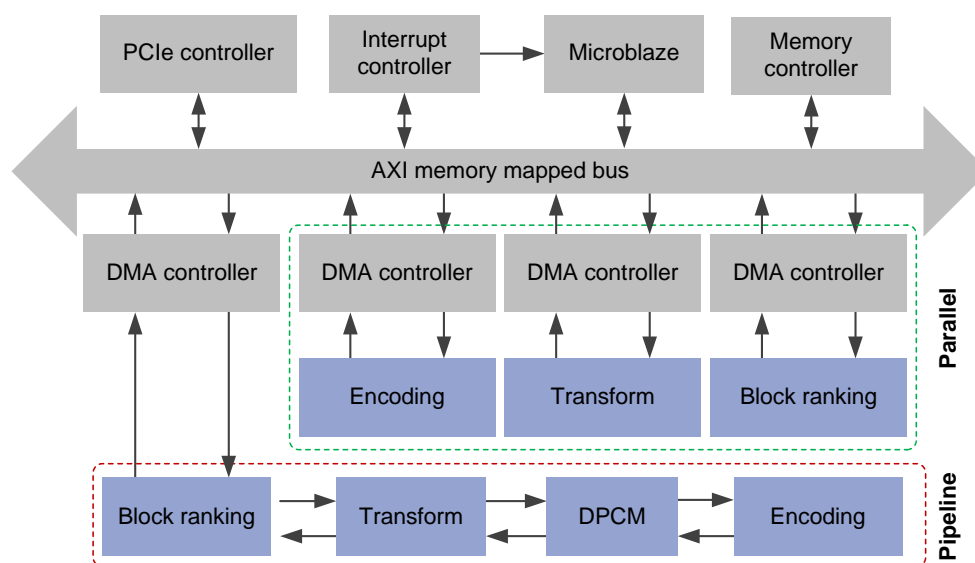 PCIe controller
Interrupt
controller
Microblaze
Memory
controller
AXI memory mapped bus
DMA controller
DMA controller
DMA controller
DMA controller
Parallel
Encoding
Transform
Block ranking
Block ranking
Transform
DPCM
Encoding
Pipeline